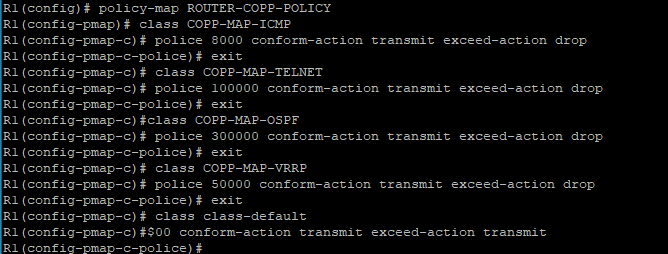 R1(config)# policy-map ROUTER-COPP-POLICY
R1(config-pmap)# class COPP-MAP-ICMP
R1(config-pmap-c)# police 8000 conform-action transmit exceed-action drop
R1(config-pmap-c-police)# exit
R1(config-pmap-c)# class COPP-MAP-TELNET
R1(config-pmap-c)# police 100000 conform-action transmit exceed-action drop
R1(config-pmap-c-police)# exit
R1(config-pmap-c)#class COPP-MAP-OSPF
R1(config-pmap-c)# police 300000 conform-action transmit exceed-action drop
R1(config-pmap-c-police)# exit
R1(config-pmap-c)# class COPP-MAP-VRRP
R1(config-pmap-c)# police 50000 conform-action transmit exceed-action drop
R1(config-pmap-c-police)# exit
R1(config-pmap-c)# class class-default
R1(config-pmap-c)#$00 conform-action transmit exceed-action transmit
R1(config-pmap-c-police)#